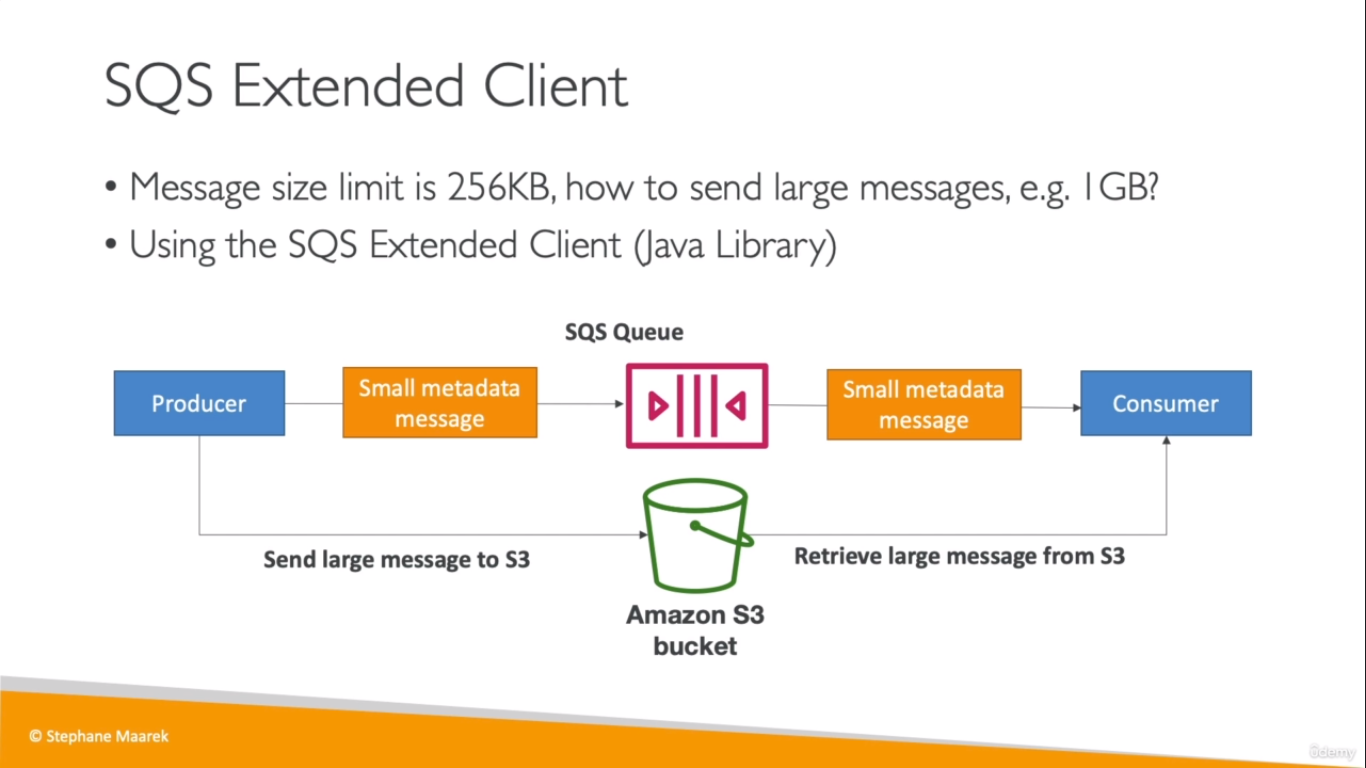 SQS Extended Client
• Message size limit is 256KB, how to send large messages, e.g. 1GB?
• Using the SQS Extended Client (Java Library)
SQS Queue
Producer
Small metadata
message
Small metadata
message
Consumer
Send large message to S3
Retrieve large message from S3
Amazon S3
bucket
© Stephane Maarek
ûdemy